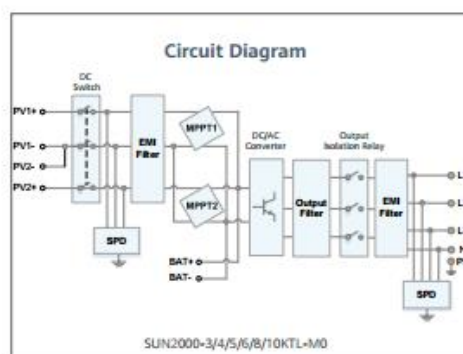 Circuit Diagram
DC
Switch
PV1+
PV1-
PV2-
PV2+
EMI
Filter
MPPT1
MPPT2
SPD
BAT+
BAT-
DC/AC
Converter
Output
Filter
Output
Isolation Relay
EMI
Filter
L
L
L
N
P
SPD
SUN2000-3/4/5/6/8/10KTL-M0